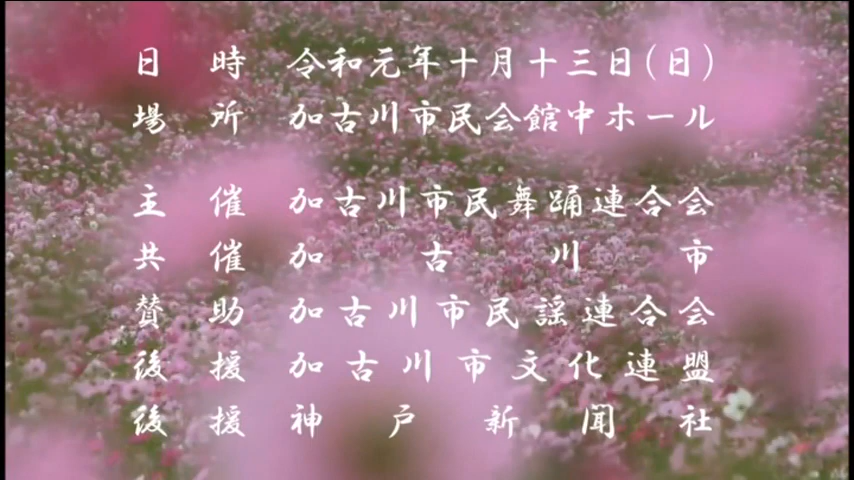 日時 令和元年十月十三日(日)
場所 加古川市民会館中ホール
主催 加古川市民舞踊連合会
共催 加古川市
賛助 加古川市民謡連合会
後援 加古川市文化連盟
後援 神戸新聞社